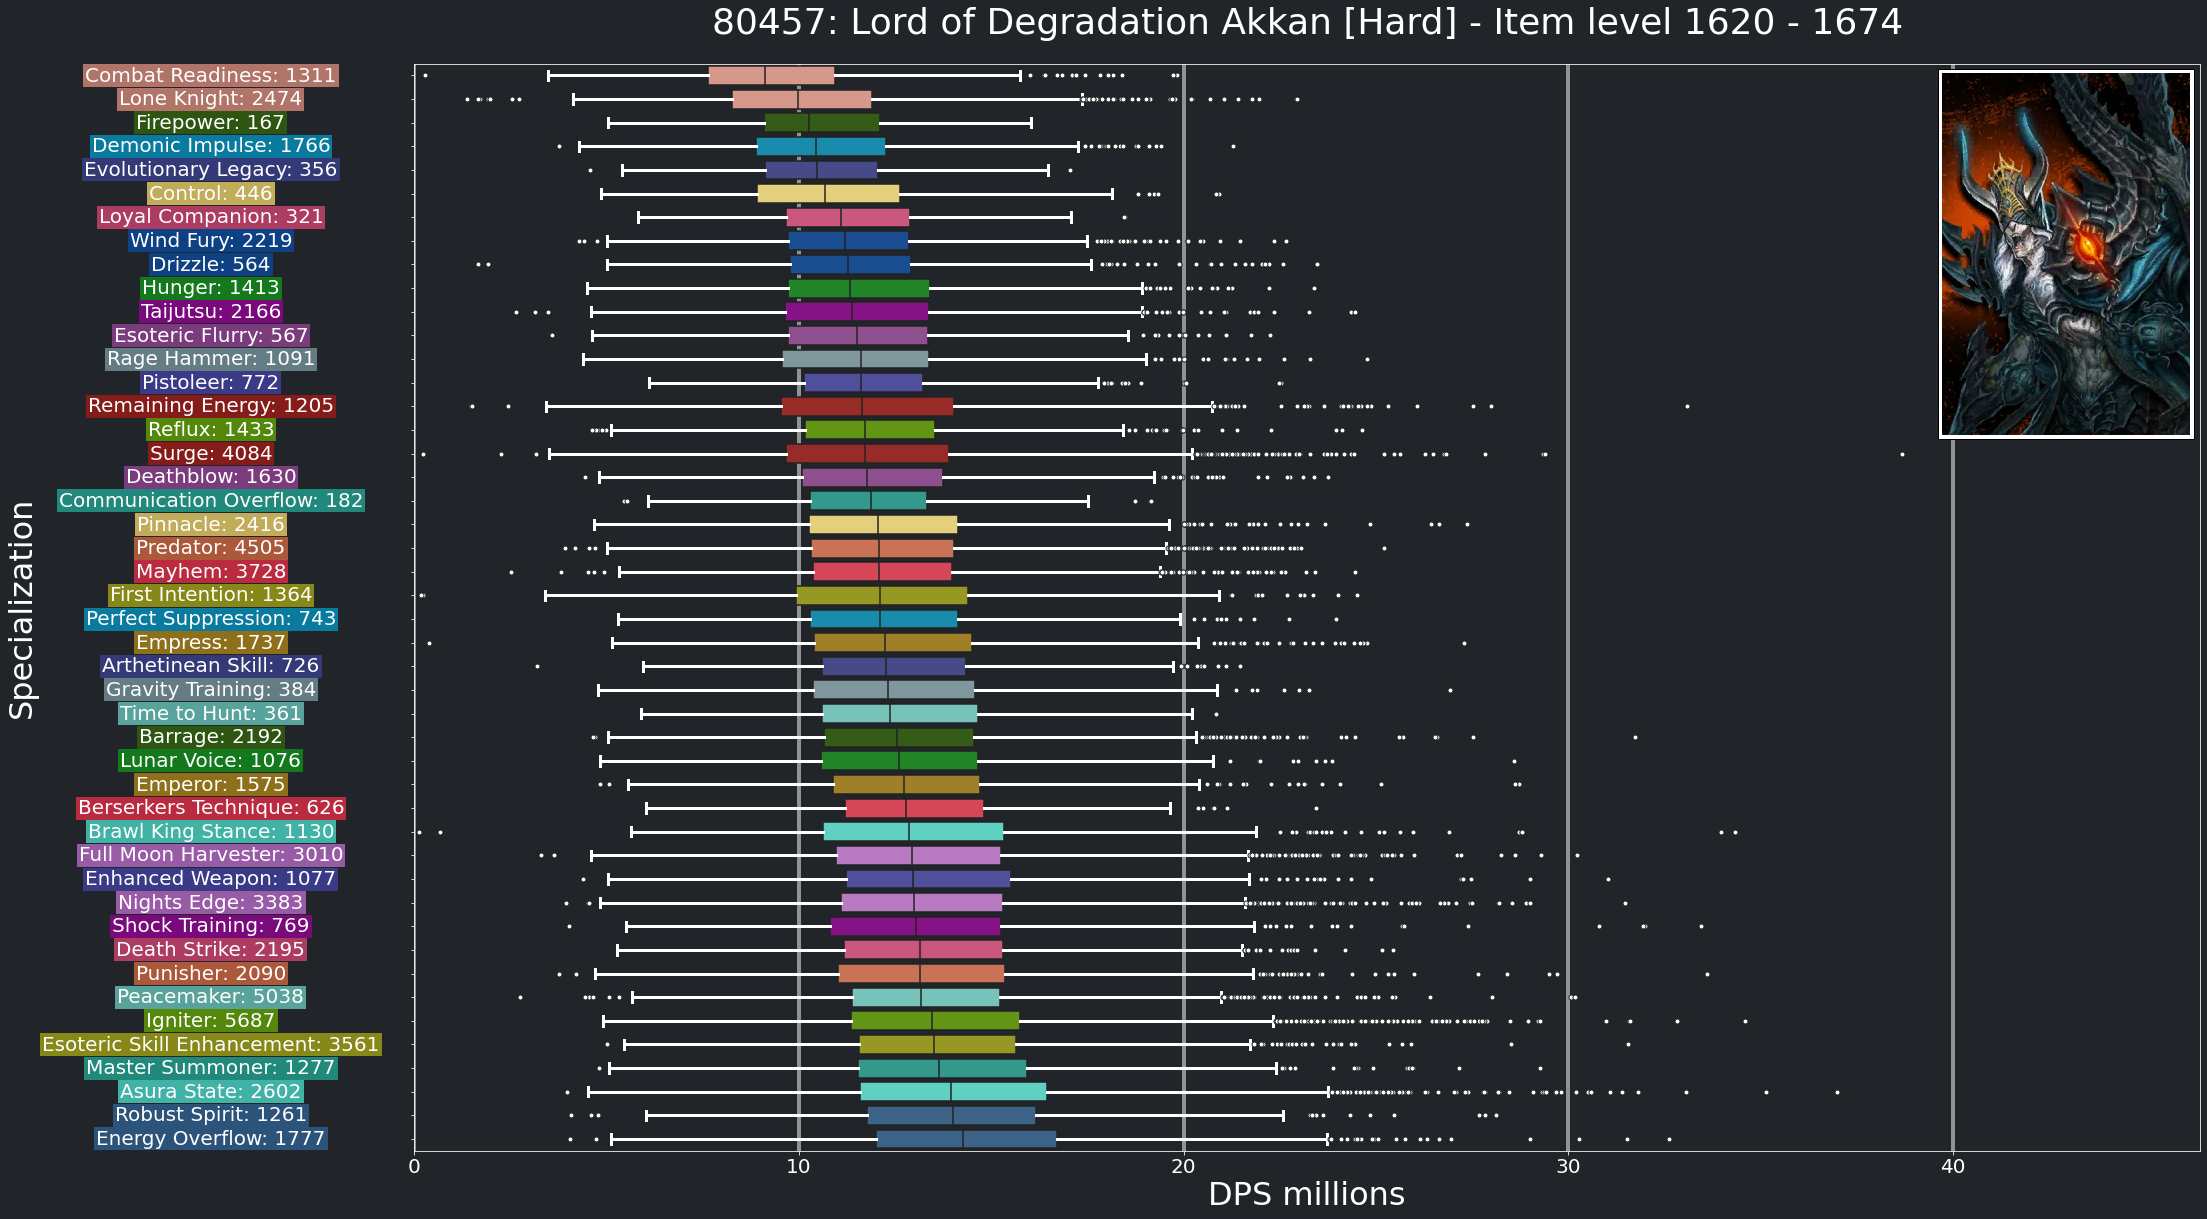 80457: Lord of Degradation Akkan [Hard] - Item level 1620 - 1674
Specialization
Combat Readiness: 1311
Lone Knight: 2474
Firepower: 167
Demonic Impulse: 1766
Evolutionary Legacy: 356
Control: 446
Loyal Companion: 321
Wind Fury: 2219
Drizzle: 564
Hunger: 1413
Taijutsu: 2166
Esoteric Flurry: 567
Rage Hammer: 1091
Pistoleer: 772
Remaining Energy: 1205
Reflux: 1433
Surge: 4084
Deathblow: 1630
Communication Overflow: 182
Pinnacle: 2416
Predator: 4505
Mayhem: 3728
First Intention: 1364
Perfect Suppression: 743
Empress: 1737
Arthetinean Skill: 726
Gravity Training: 384
Time to Hunt: 361
Barrage: 2192
Lunar Voice: 1076
Emperor: 1575
Berserkers Technique: 626
Brawl King Stance: 1130
Full Moon Harvester: 3010
Enhanced Weapon: 1077
Nights Edge: 3383
Shock Training: 769
Death Strike: 2195
Punisher: 2090
Peacemaker: 5038
Igniter: 5687
Esoteric Skill Enhancement: 3561
Master Summoner: 1277
Asura State: 2602
Robust Spirit: 1261
Energy Overflow: 1777
0 10 20 30 40
DPS millions